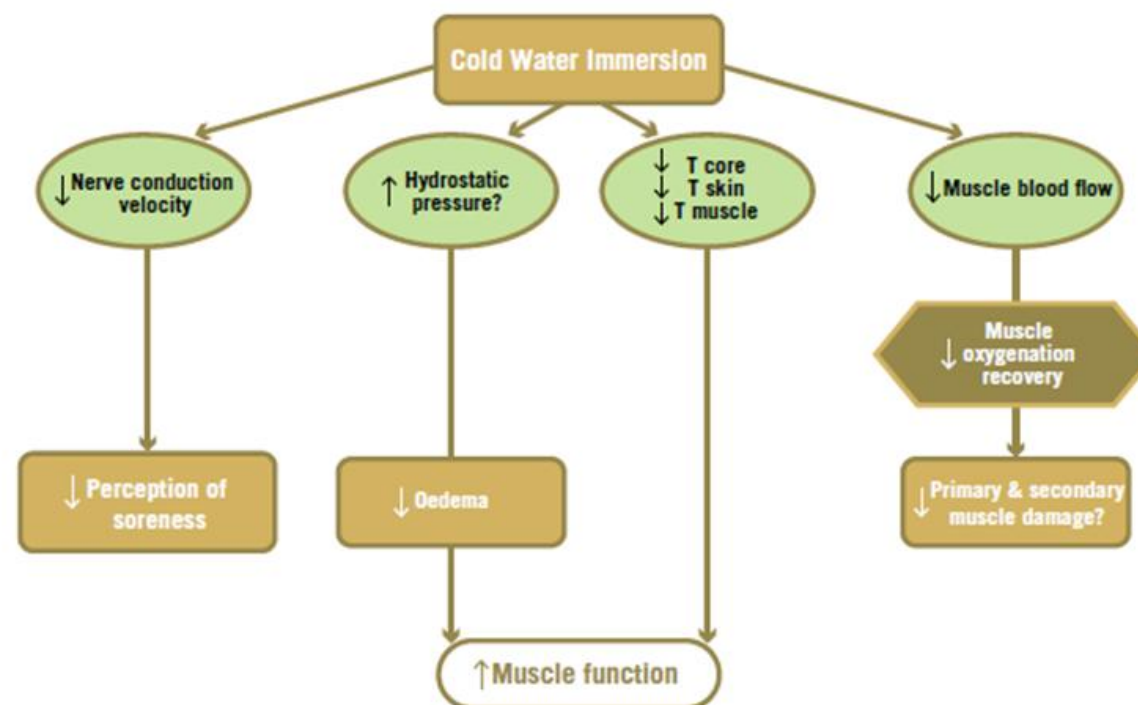 Cold Water Immersion
↓ Nerve conduction
velocity
↑ Hydrostatic
pressure?
↓ T core
↓ T skin
↓ T muscle
↓ Muscle blood flow
Muscle
↓ oxygenation
recovery
↓ Perception of
soreness
↓ Oedema
↓ Primary & secondary
muscle damage?
↑ Muscle function